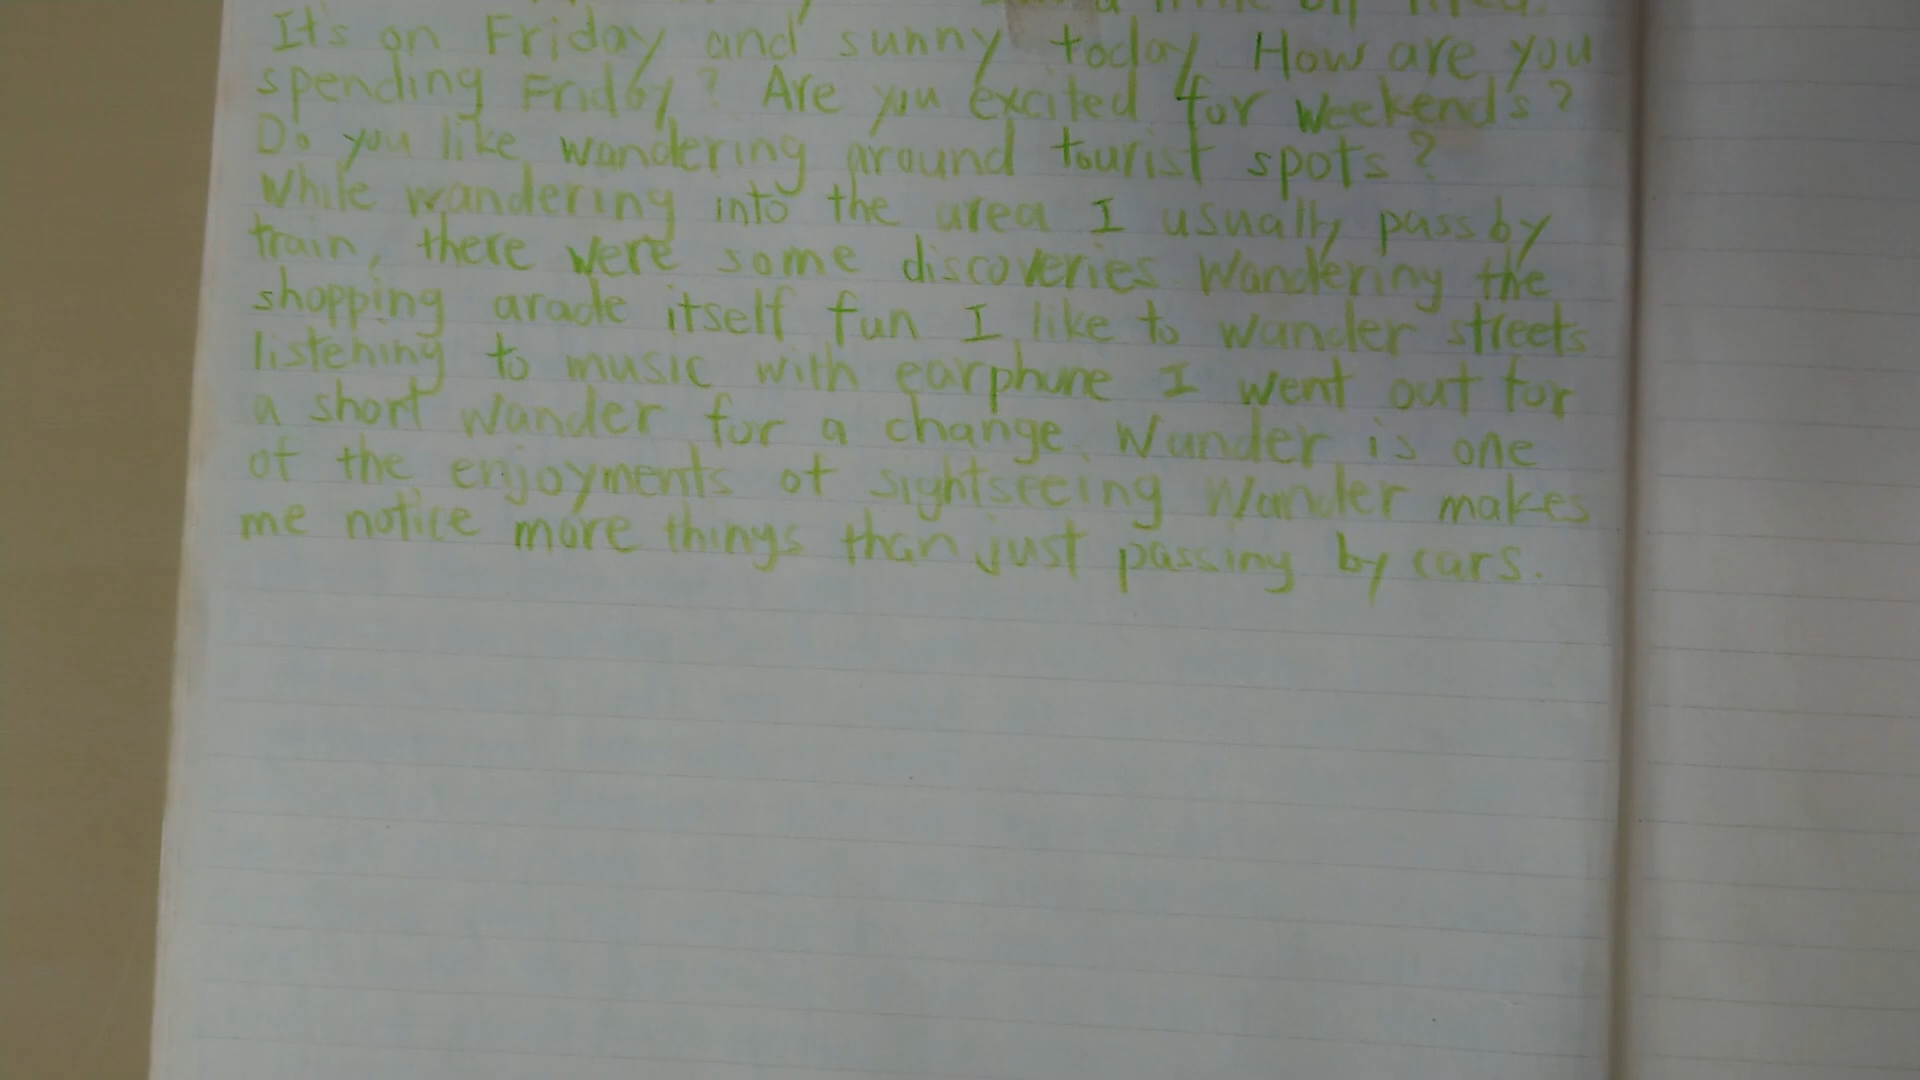 It's on Friday and sunny today. How are you
spending Friday? Are you excited for weekends?
Do you like wandering around tourist spots?
While wandering into the area I usually pass by
train, there were some discoveries Wandering the
shopping arade itself fun I like to wander streets
listening to music with earphone I went out for
a short wander for a change. Wander is one
of the enjoyments of sightseeing Wander makes
me notice more things than just passing by cars.